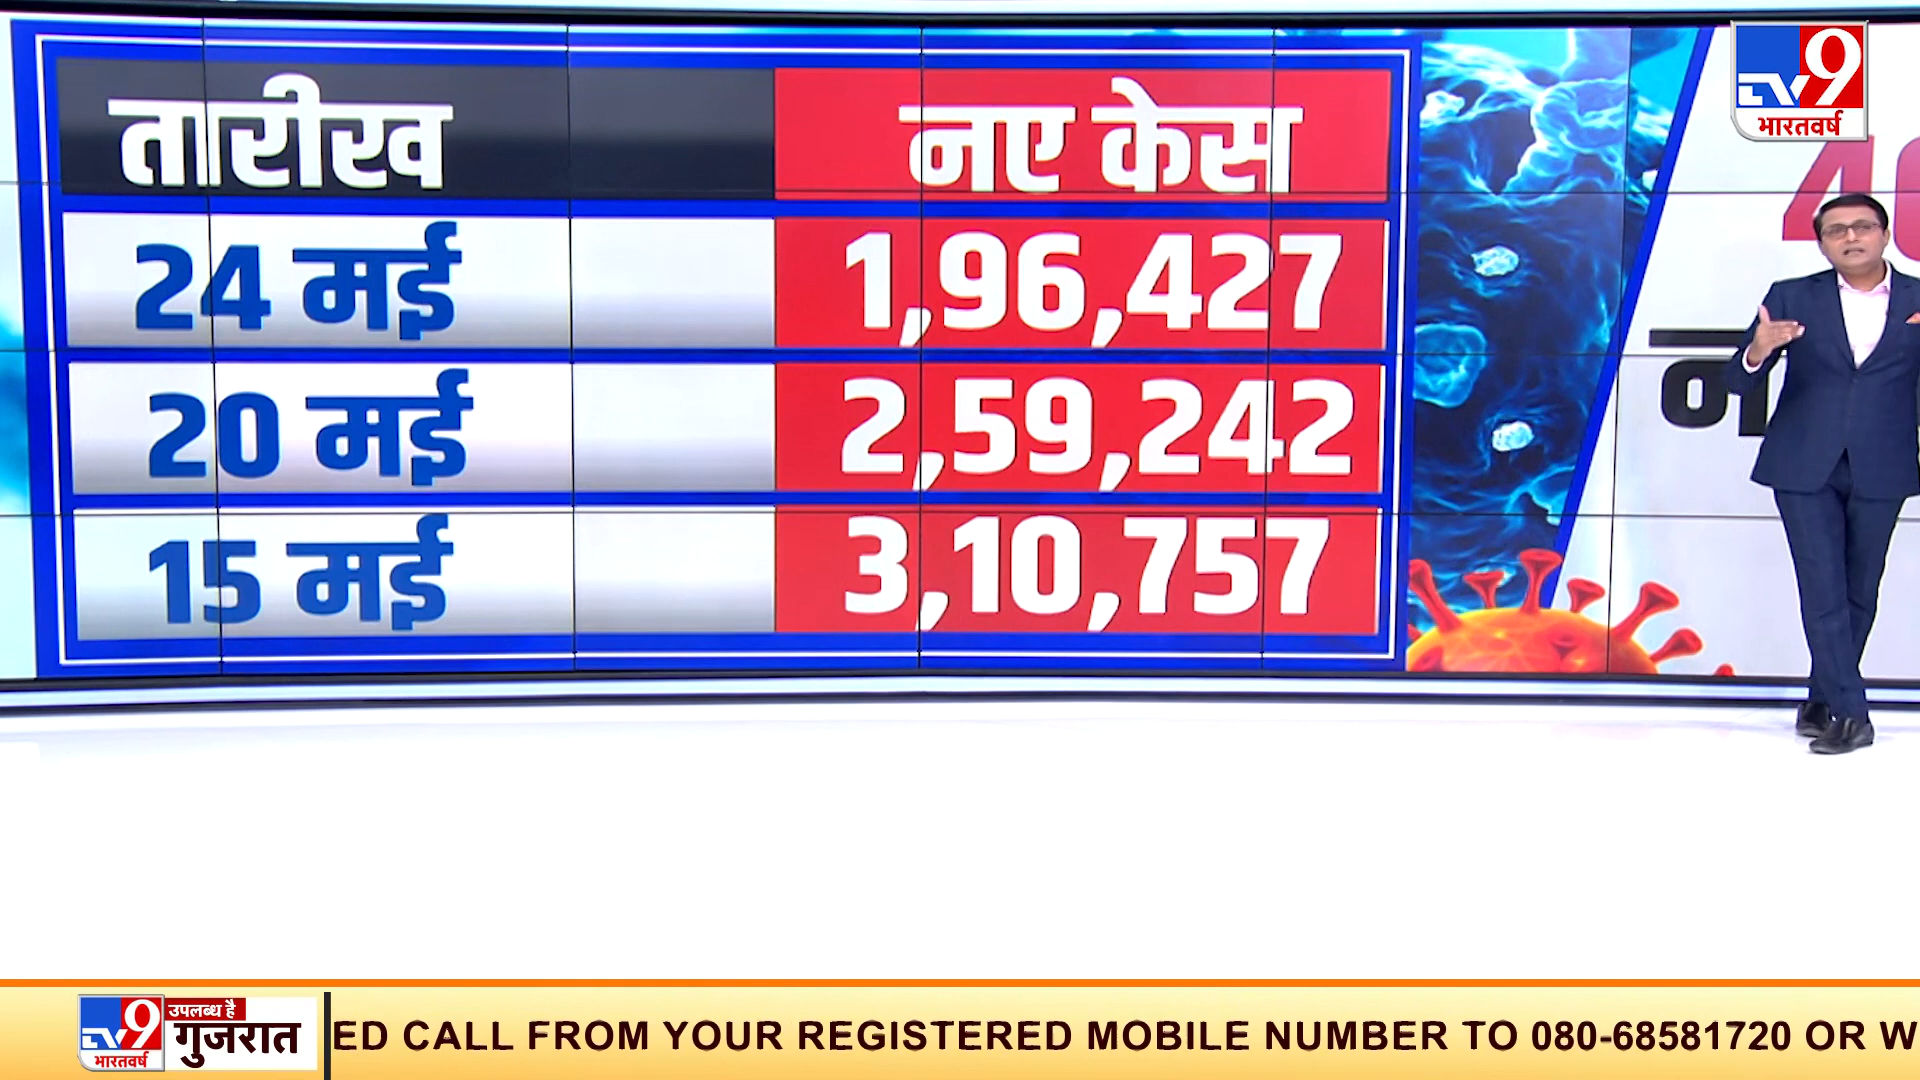 तारीख नए केस
24 मई 1,96,427
20 मई 2,59,242
15 मई 3,10,757
TV9
भारतवर्ष
TV9
भारतवर्ष
उपलब्ध है
गुजरात
ED CALL FROM YOUR REGISTERED MOBILE NUMBER TO 080-68581720 OR W